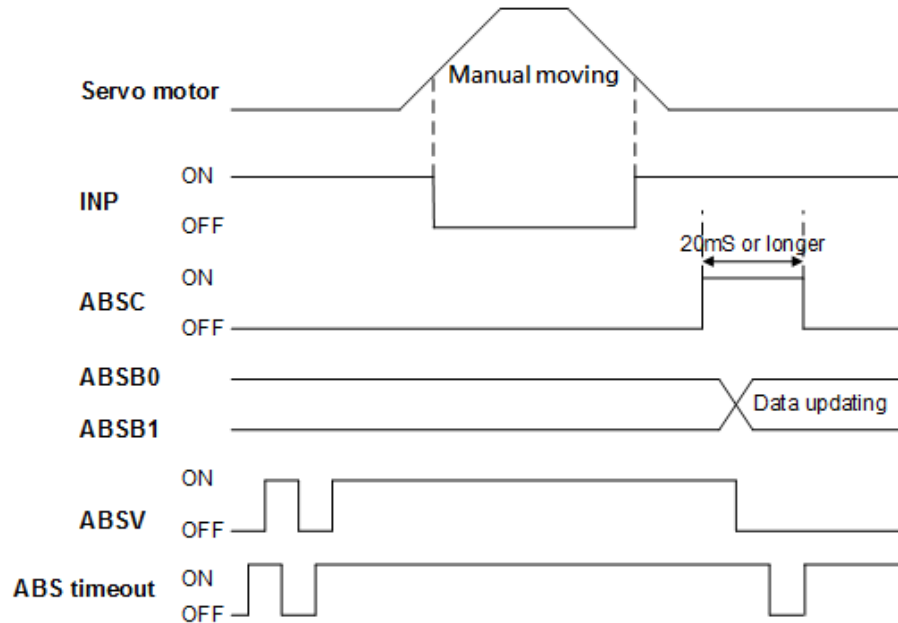 Manual moving
Servo motor
ON
INP
OFF
20mS or longer
ON
ABSC
OFF
ABSB0
Data updating
ABSB1
ON
ABSV
OFF
ABS timeout
ON
OFF